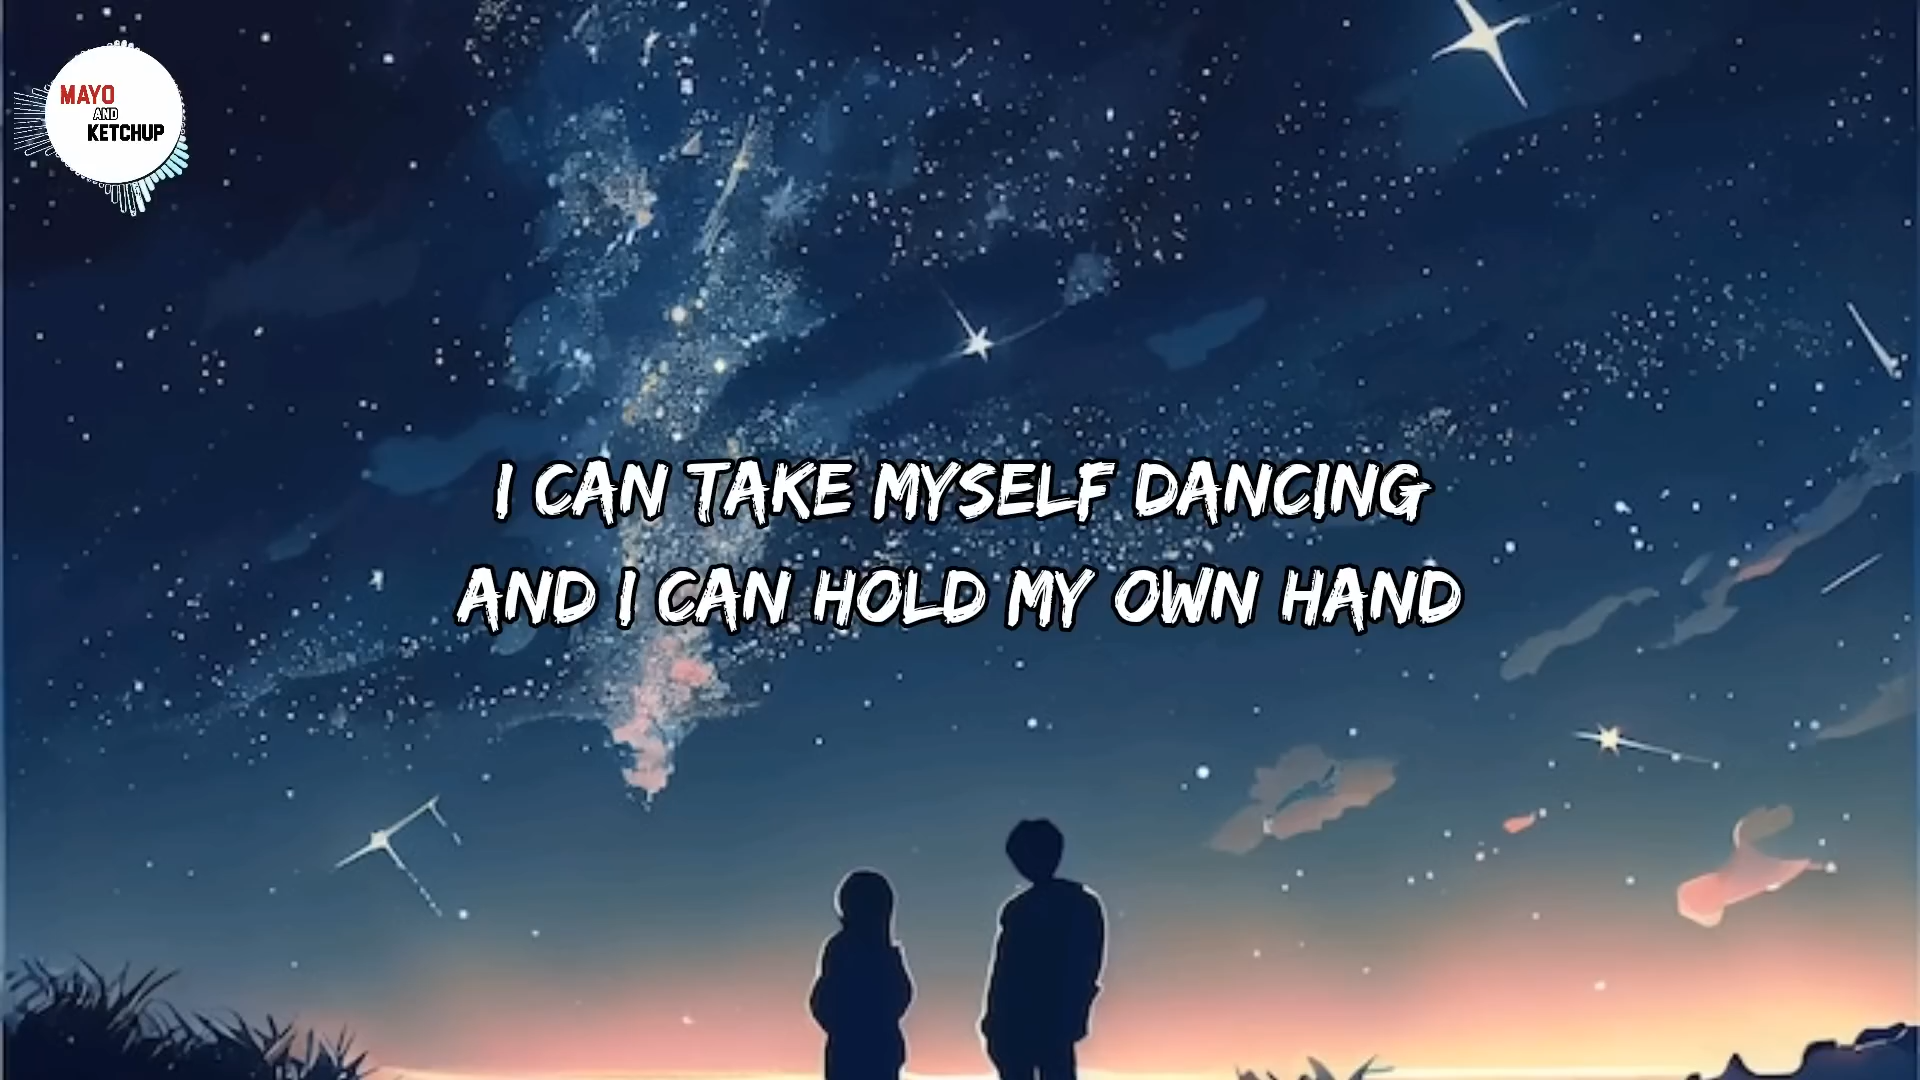 MAYO
AND
KETCHUP
I CAN TAKE MYSELF DANCING
AND I CAN HOLD MY OWN HAND